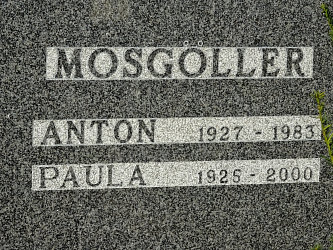 MOSGÖLLER
ANTON 1927 - 1983
PAULA 1925 - 2000